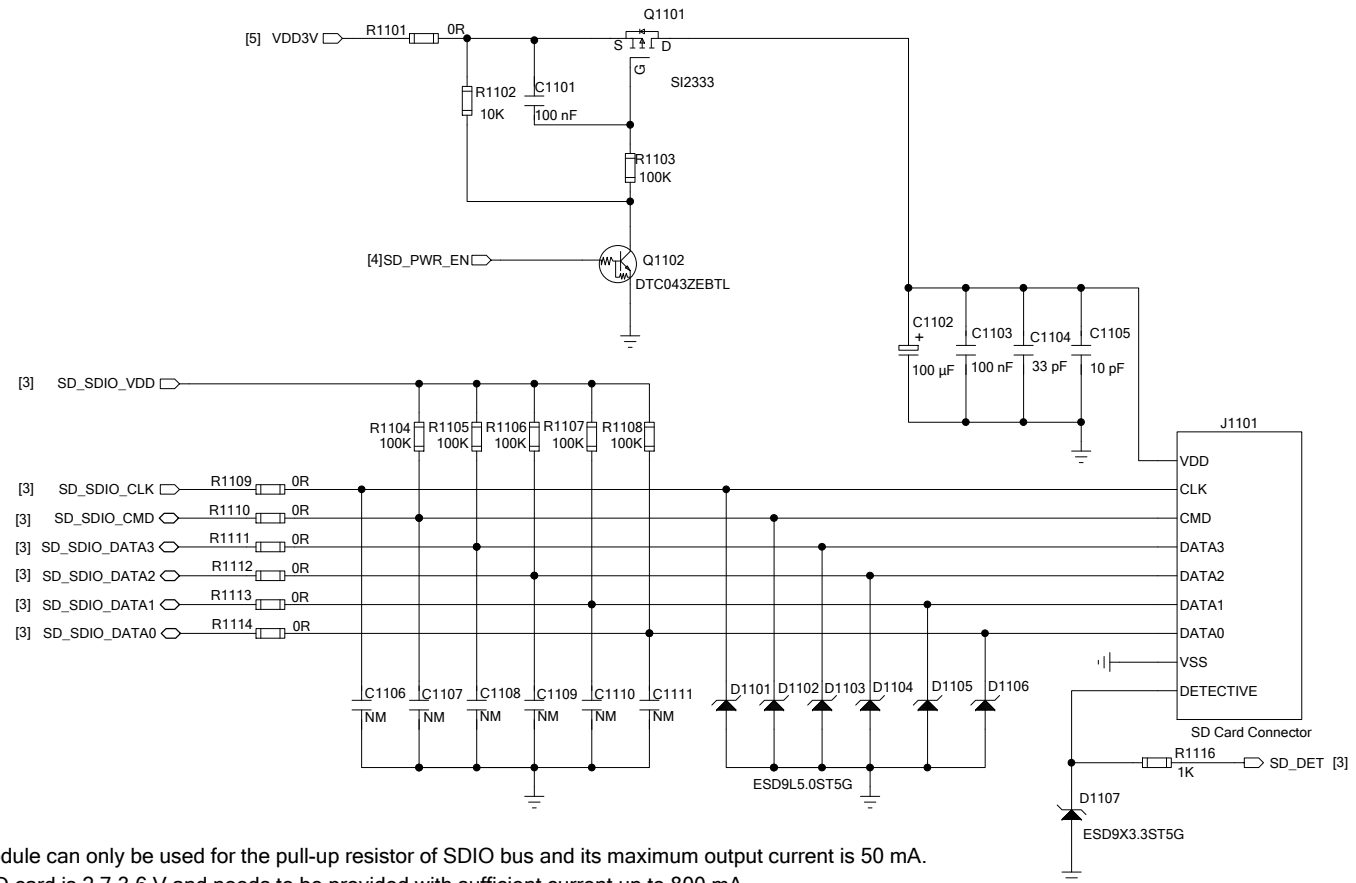 Q1101
[5] VDD3V R1101 0R
S D
G
SI2333
R1102
10K
C1101
100 nF
R1103
100K
[4]SD_PWR_EN
Q1102
DTC043ZEBTL
C1102
+
100 µF
C1103
100 nF
C1104
33 pF
C1105
10 pF
[3] SD_SDIO_VDD
R1104 R1105 R1106 R1107 R1108
100K 100K 100K 100K 100K
J1101
VDD
[3] SD_SDIO_CLK R1109 0R CLK
[3] SD_SDIO_CMD R1110 0R CMD
[3] SD_SDIO_DATA3 R1111 0R DATA3
[3] SD_SDIO_DATA2 R1112 0R DATA2
[3] SD_SDIO_DATA1 R1113 0R DATA1
[3] SD_SDIO_DATA0 R1114 0R DATA0
VSS
DETECTIVE
C1106 C1107 C1108 C1109 C1110 C1111
NM NM NM NM NM NM
D1101 D1102 D1103 D1104 D1105 D1106
ESD9L5.0ST5G
SD Card Connector
R1116
1K
SD_DET [3]
D1107
ESD9X3.3ST5G
dule can only be used for the pull-up resistor of SDIO bus and its maximum output current is 50 mA.